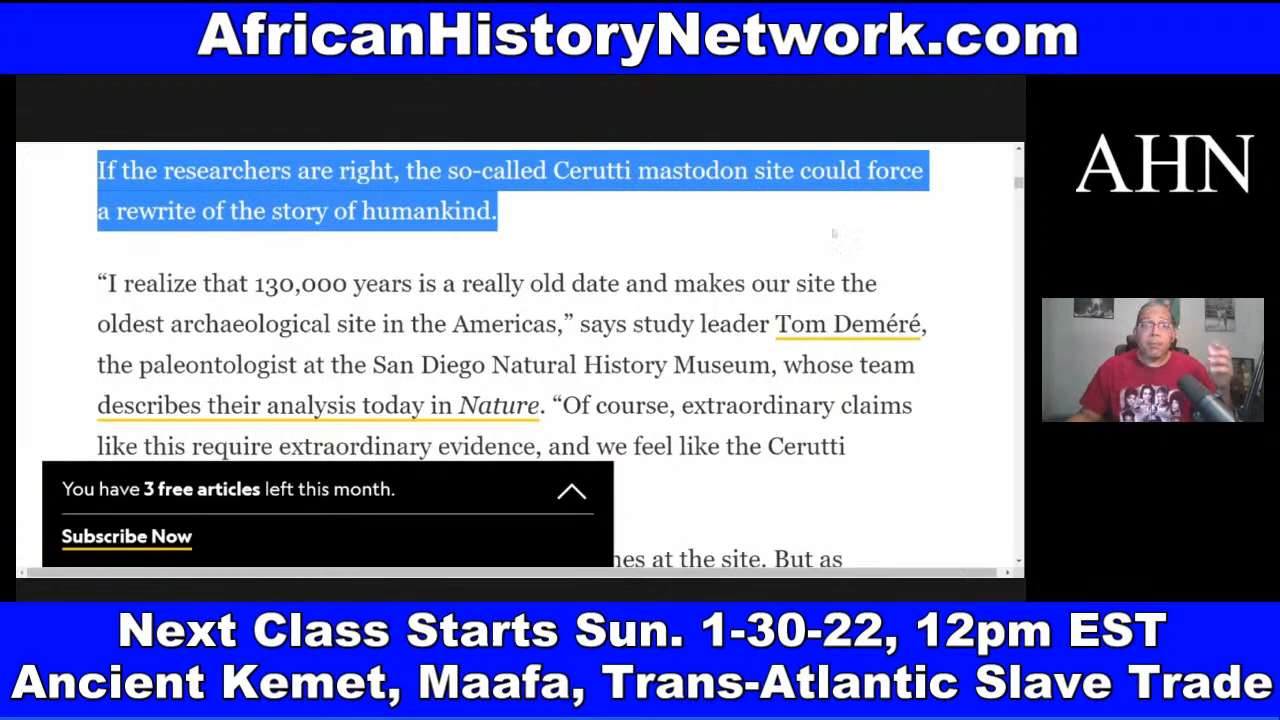 AfricanHistoryNetwork.com
If the researchers are right, the so-called Cerutti mastodon site could force
a rewrite of the story of humankind.
“I realize that 130,000 years is a really old date and makes our site the
oldest archaeological site in the Americas,” says study leader Tom Deméré,
the paleontologist at the San Diego Natural History Museum, whose team
describes their analysis today in Nature. “Of course, extraordinary claims
like this require extraordinary evidence, and we feel like the Cerutti
You have 3 free articles left this month.
Subscribe Now
nes at the site. But as
AHN
Next Class Starts Sun. 1-30-22, 12pm EST
Ancient Kemet, Maafa, Trans-Atlantic Slave Trade